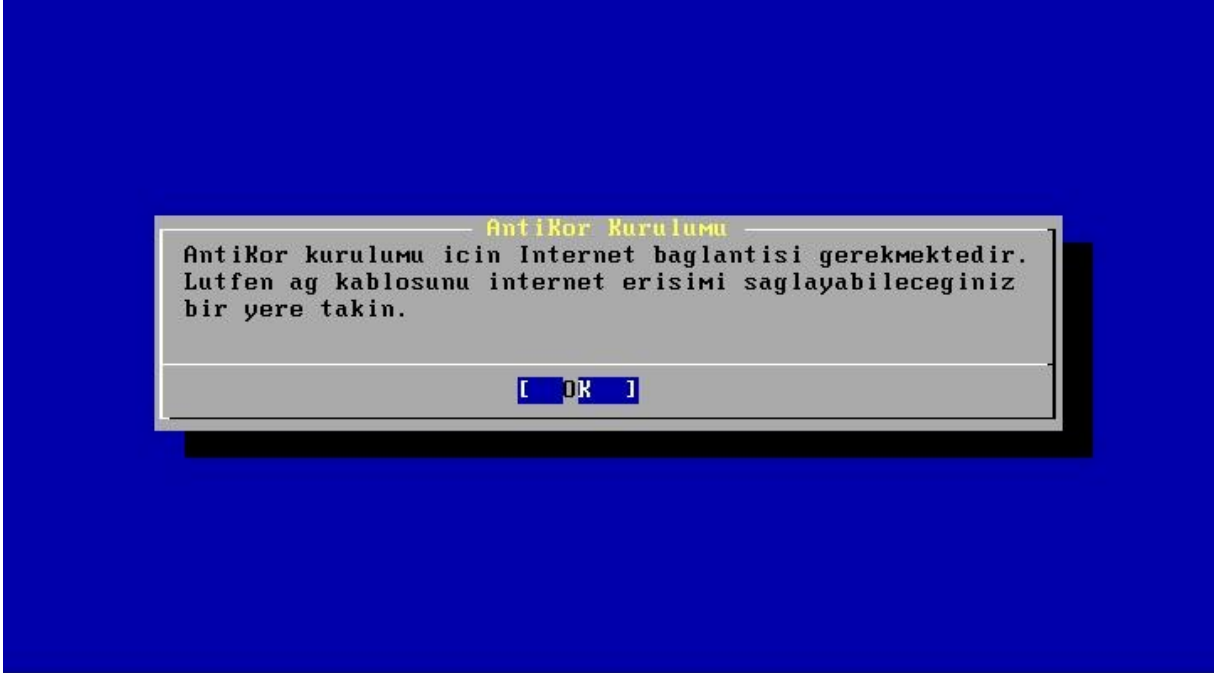 AntiKor Kurulumu
AntiKor kurulumu icin Internet baglantisi gerekmektedir.
Lutfen ag kablosunu internet erisimi saglayabileceginiz
bir yere takin.
[ OK ]